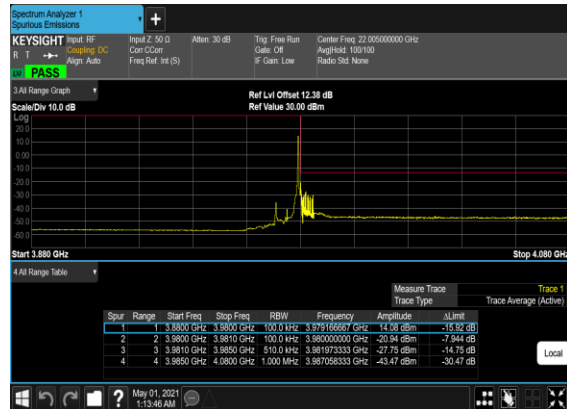 Spectrum Analyzer 1
Spurious Emissions
KEYSIGHT Input: RF Input Z: 50 Ω Atten: 30 dB Trig: Free Run Center Freq: 22.005000000 GHz
R T Coupling: DC Corr CCorr Gate: Off Avg|Hold: 100/100
Align: Auto Freq Ref: Int (S) IF Gain: Low Radio Std: None
PASS
3 All Range Graph
Ref Lvl Offset 12.38 dB
Scale/Div 10.0 dB Ref Value 30.00 dBm
Log
20.0
10.0
0.00
-10.0
-20.0
-30.0
-40.0
-50.0
-60.0
Start 3.880 GHz Stop 4.080 GHz
4 All Range Table
Measure Trace Trace 1
Trace Type Trace Average (Active)
Spur Range Start Freq Stop Freq RBW Frequency Amplitude ΔLimit
1 1 3.8800 GHz 3.9800 GHz 100.0 kHz 3.979166667 GHz 14.08 dBm -15.92 dB
2 2 3.9800 GHz 3.9810 GHz 100.0 kHz 3.980000000 GHz -20.94 dBm -7.944 dB
3 3 3.9810 GHz 3.9850 GHz 510.0 kHz 3.981973333 GHz -27.75 dBm -14.75 dB
4 4 3.9850 GHz 4.0800 GHz 1.000 MHz 3.987058333 GHz -43.47 dBm -30.47 dB
Local
May 01, 2021
1:13:46 AM